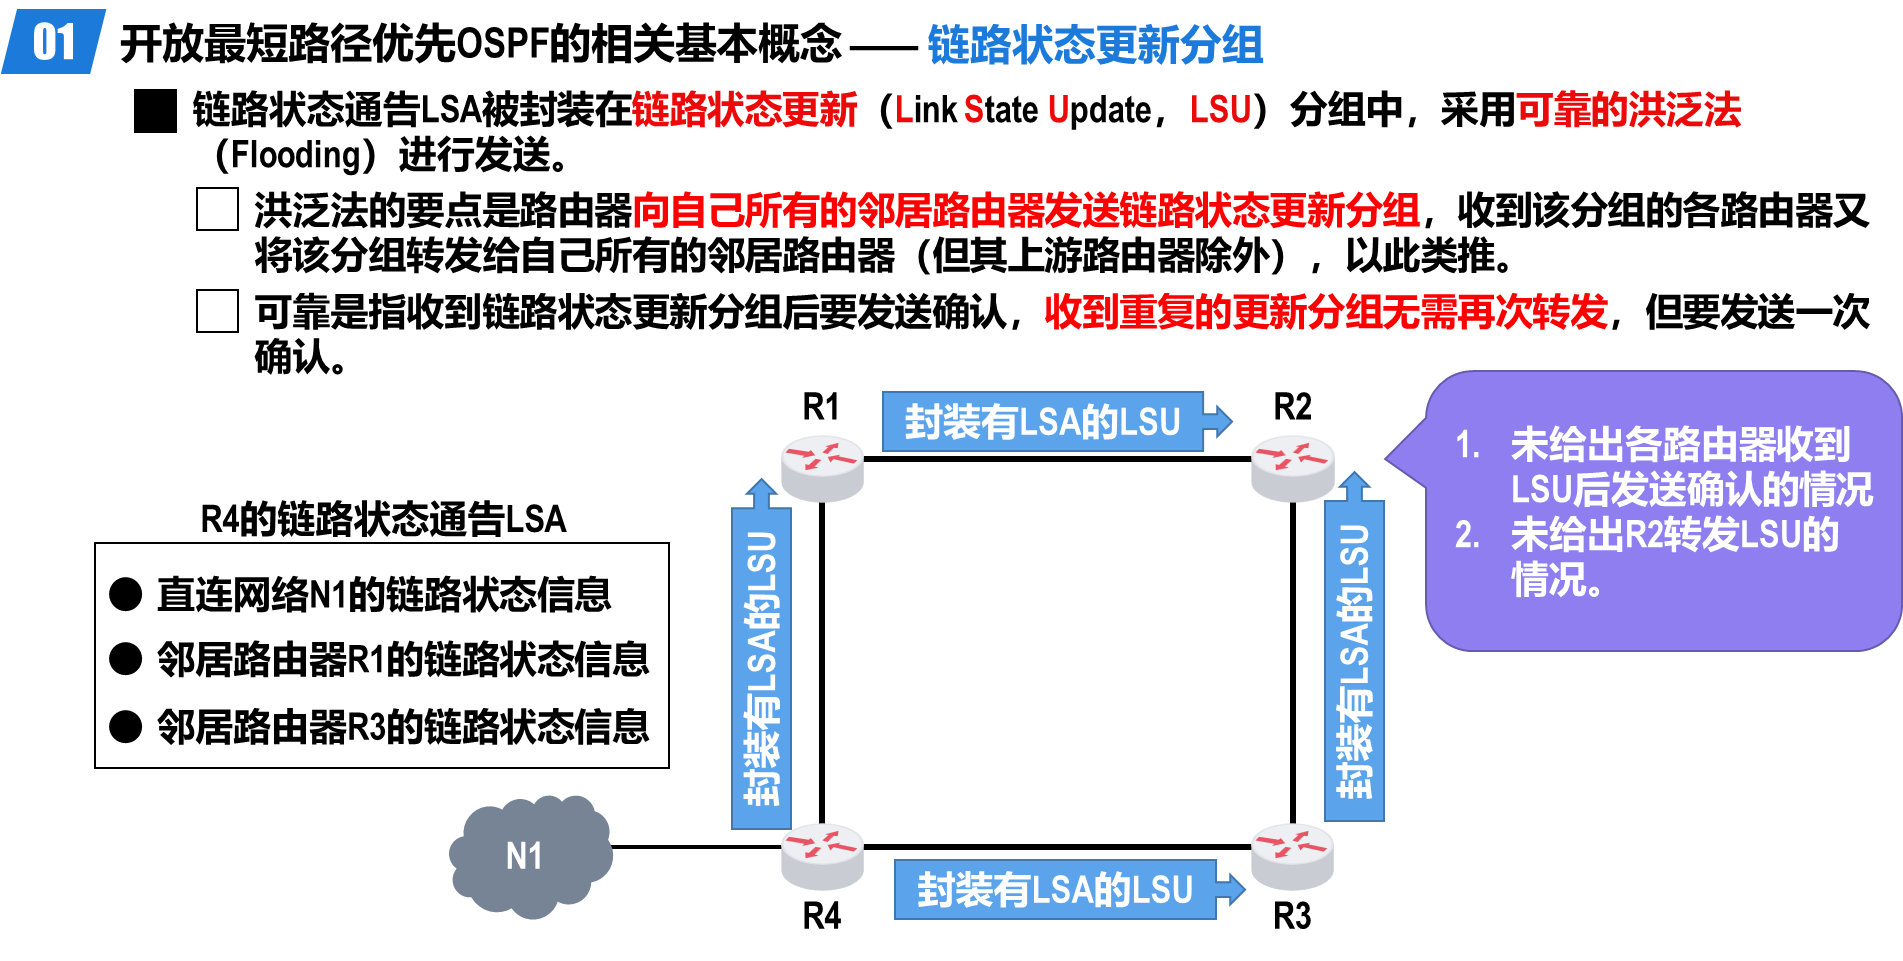 01 开放最短路径优先OSPF的相关基本概念 —— 链路状态更新分组
链路状态通告LSA被封装在链路状态更新（Link State Update，LSU）分组中，采用可靠的洪泛法
（Flooding）进行发送。
洪泛法的要点是路由器向自己所有的邻居路由器发送链路状态更新分组，收到该分组的各路由器又
将该分组转发给自己所有的邻居路由器（但其上游路由器除外），以此类推。
可靠是指收到链路状态更新分组后要发送确认，收到重复的更新分组无需再次转发，但要发送一次
确认。
R1
封装有LSA的LSU
R2
1. 未给出各路由器收到
LSU后发送确认的情况
2. 未给出R2转发LSU的
情况。
R4的链路状态通告LSA
直连网络N1的链路状态信息
邻居路由器R1的链路状态信息
邻居路由器R3的链路状态信息
封装有LSA的LSU
封装有LSA的LSU
N1
封装有LSA的LSU
R4
R3